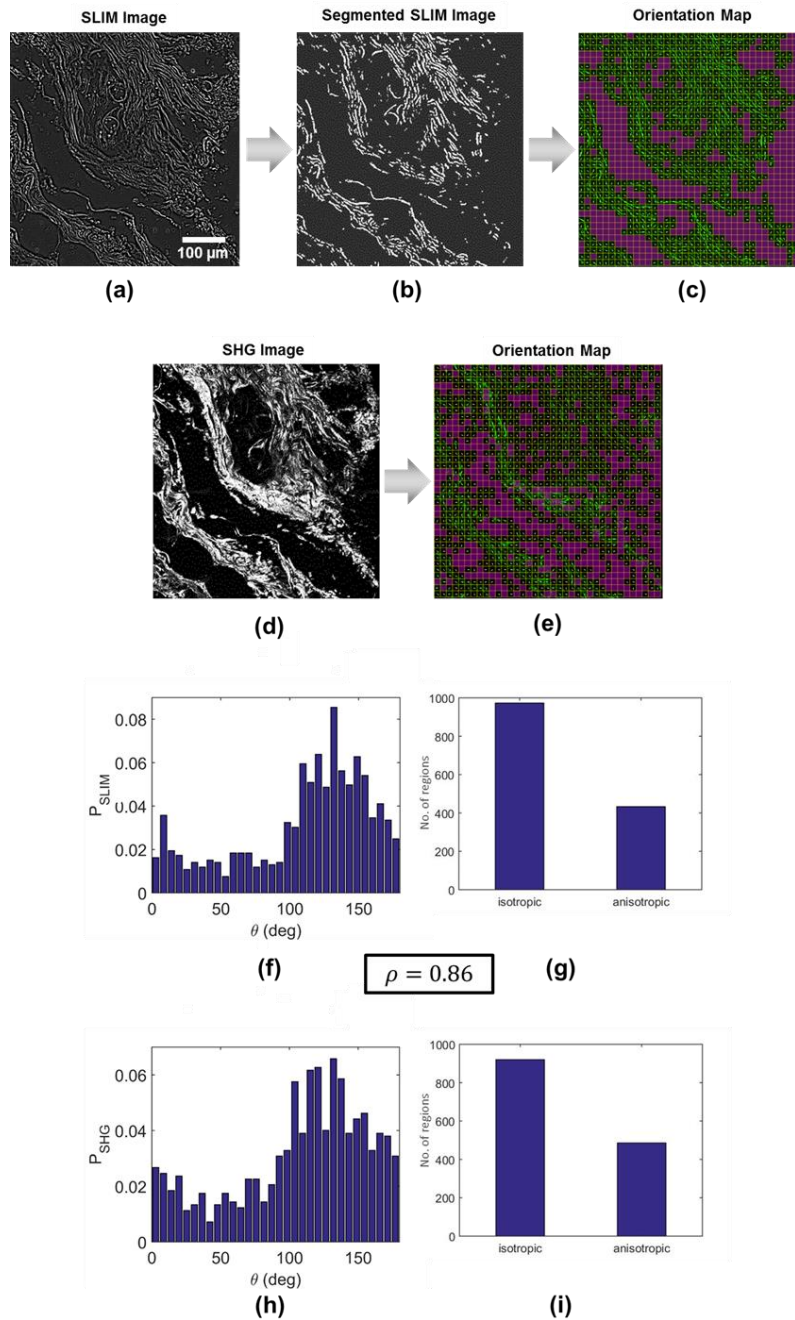 SLIM Image
Segmented SLIM Image
Orientation Map
100 µm
(a)
(b)
(c)
SHG Image
Orientation Map
(d)
(e)
P_SLIM
0.08
0.06
0.04
0.02
0
0 50 100 150
θ (deg)
No. of regions
1000
800
600
400
200
0
isotropic anisotropic
(f)
ρ = 0.86
(g)
P_SHG
0.06
0.04
0.02
0
0 50 100 150
θ (deg)
No. of regions
1000
800
600
400
200
0
isotropic anisotropic
(h)
(i)